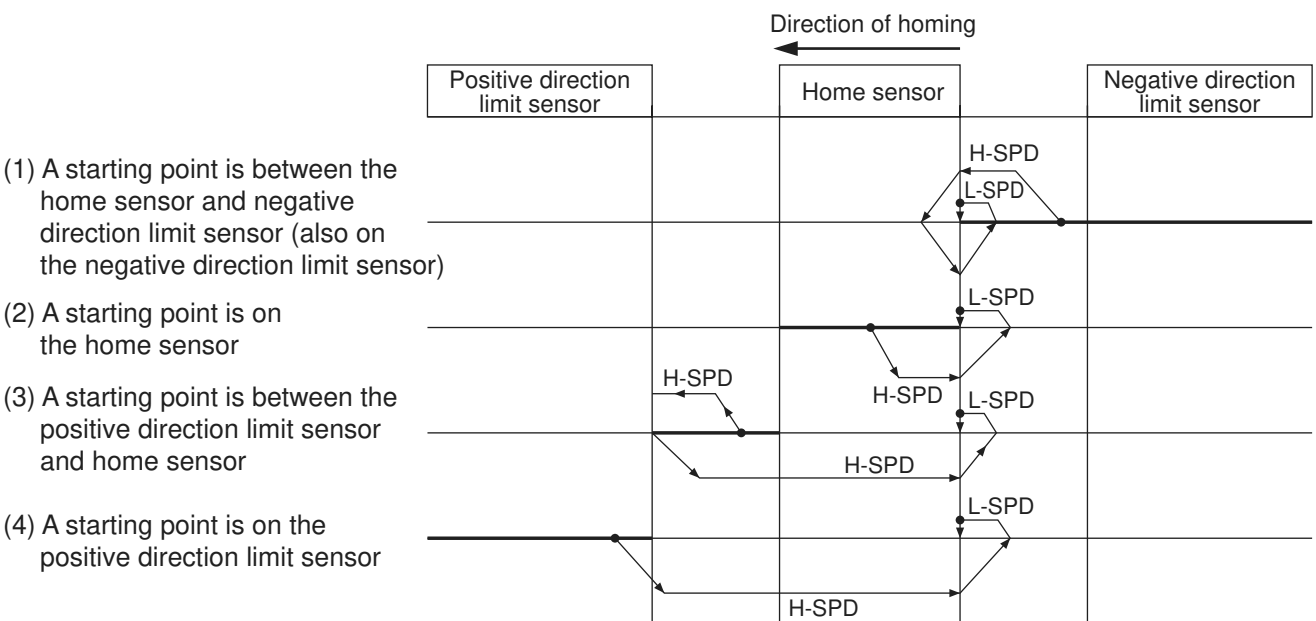 Direction of homing
Positive direction
limit sensor
Home sensor
Negative direction
limit sensor
(1) A starting point is between the
home sensor and negative
direction limit sensor (also on
the negative direction limit sensor)
H-SPD
L-SPD
(2) A starting point is on
the home sensor
L-SPD
H-SPD
(3) A starting point is between the
positive direction limit sensor
and home sensor
H-SPD
L-SPD
H-SPD
(4) A starting point is on the
positive direction limit sensor
L-SPD
H-SPD